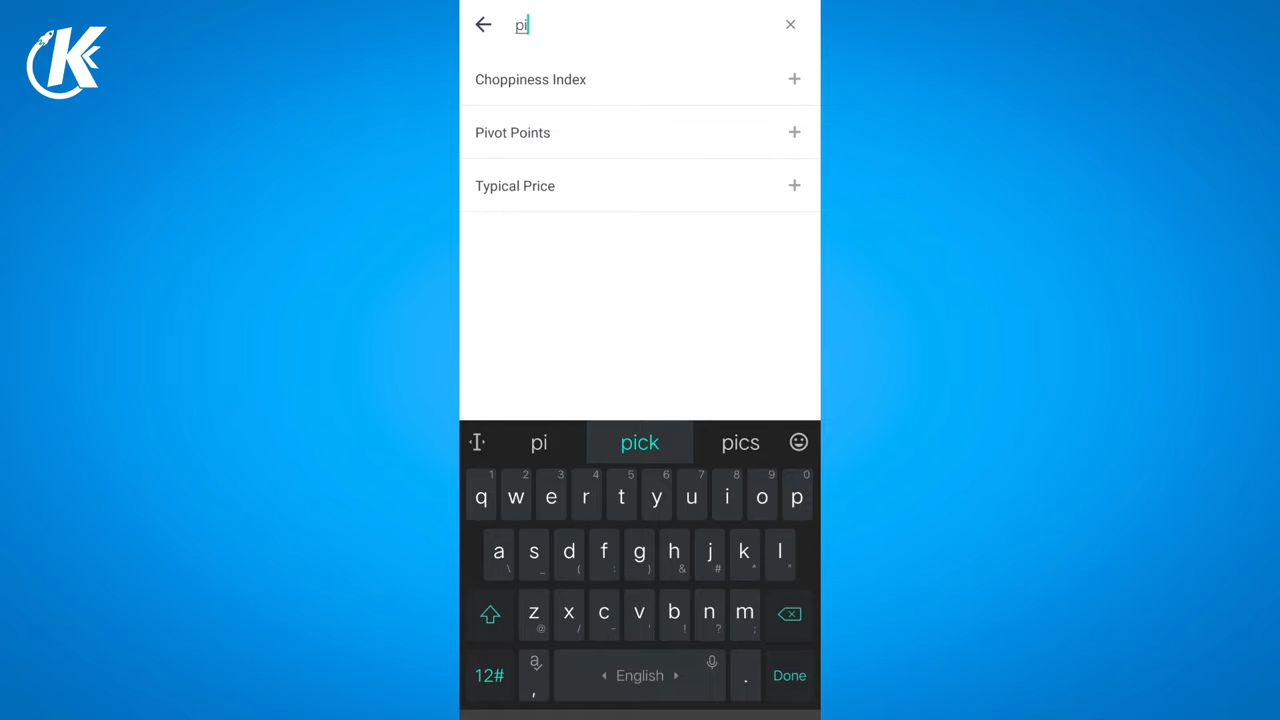 K
pi
Choppiness Index
Pivot Points
Typical Price
pi pick pics
1 2 3 4 5 6 7 8 9 0
q w e r t y u i o p
a s d f g h j k l
\ _ ( : ) & # * "
z x c v b n m
@ / - ' ! ? ;
12# a , English . Done